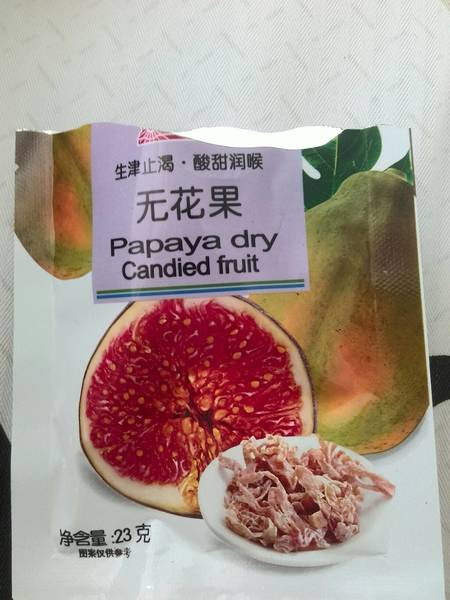 生津止渴·酸甜润喉
无花果
Papaya dry
Candied fruit
净含量:23克
图案仅供参考